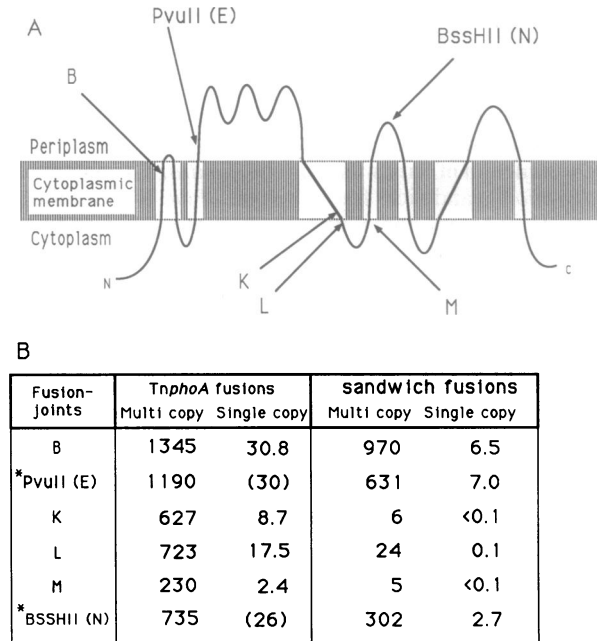 A
PvuII (E)
BssHII (N)
B
Periplasm
Cytoplasmic
membrane
Cytoplasm
N
K
L
M
C
B
Fusion-joints TnphoA fusions sandwich fusions
Multi copy Single copy Multi copy Single copy
B 1345 30.8 970 6.5
*PvuII (E) 1190 (30) 631 7.0
K 627 8.7 6 <0.1
L 723 17.5 24 0.1
M 230 2.4 5 <0.1
*BSSHII (N) 735 (26) 302 2.7